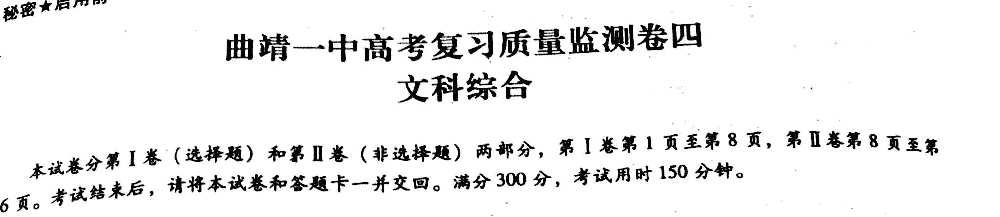 秘密★启用前
曲靖一中高考复习质量监测卷四
文科综合
本试卷分第Ⅰ卷（选择题）和第Ⅱ卷（非选择题）两部分，第Ⅰ卷第1页至第8页，第Ⅱ卷第8页至第
6页。考试结束后，请将本试卷和答题卡一并交回。满分300分，考试用时150分钟。